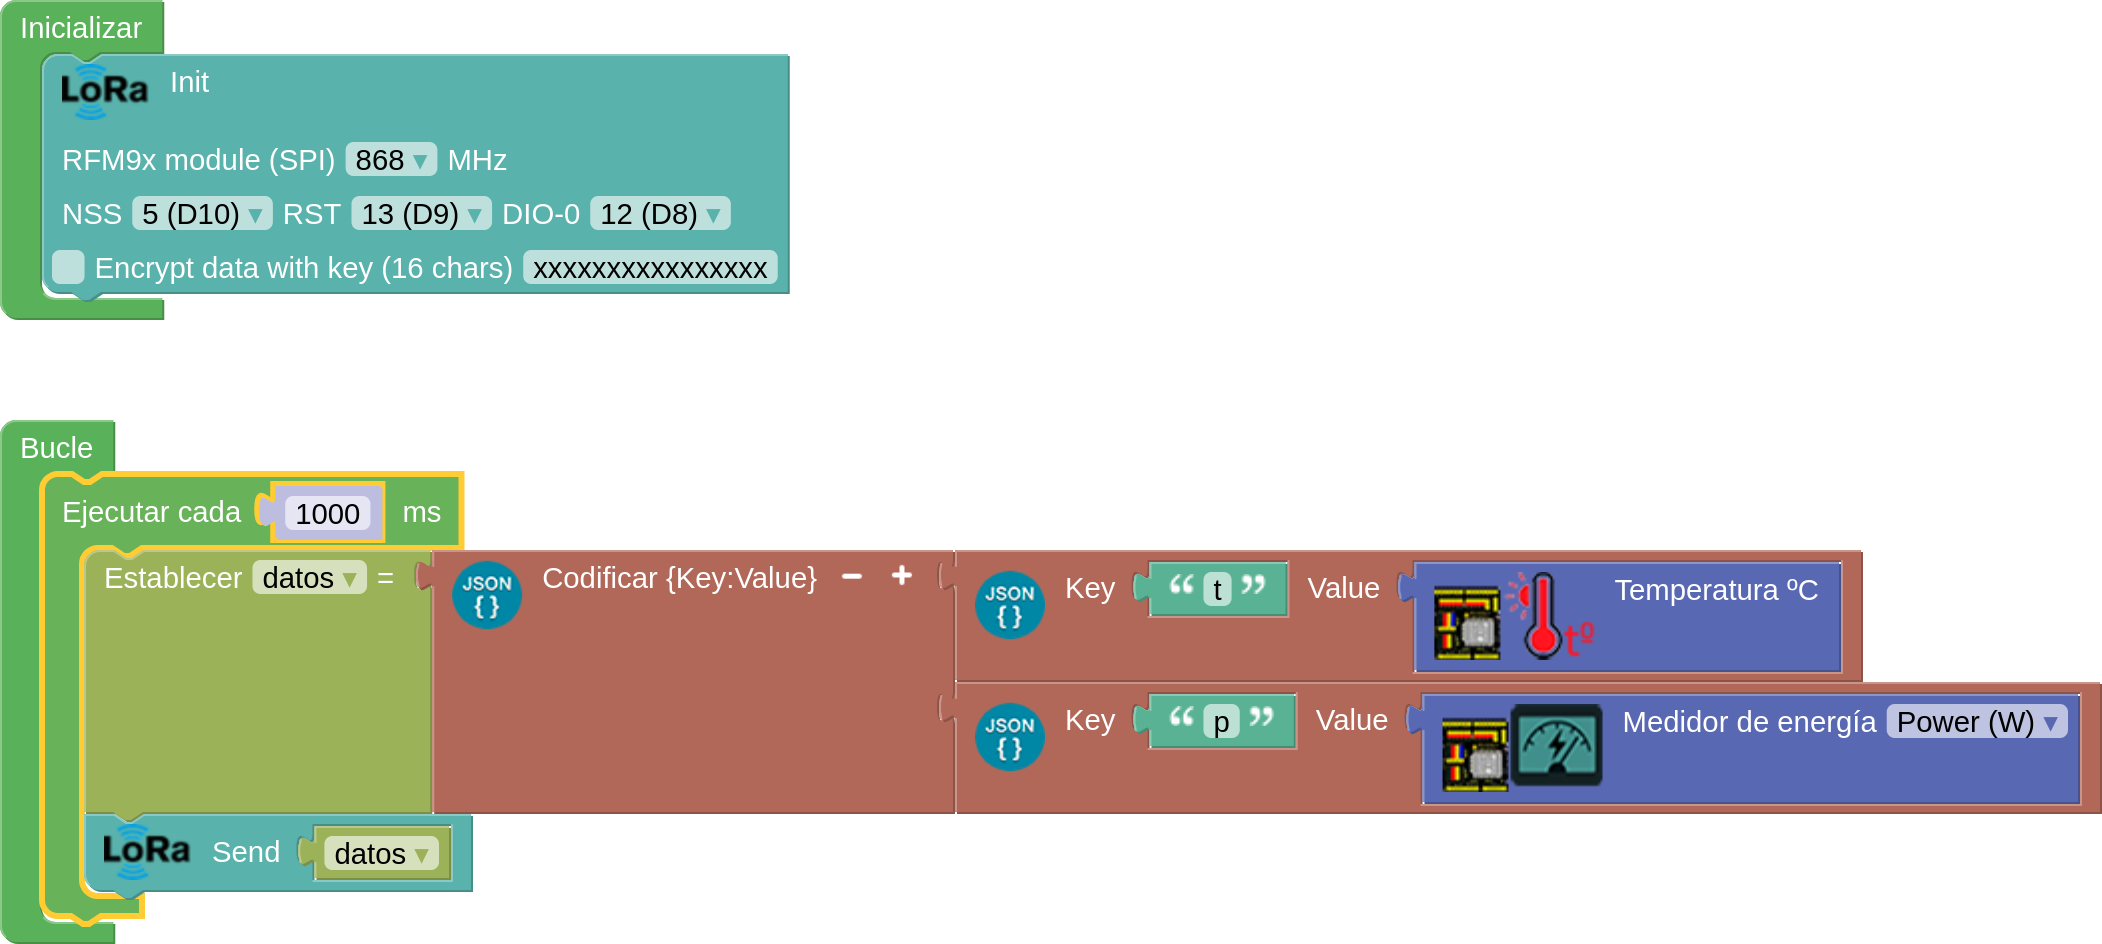 Inicializar
LoRa Init
RFM9x module (SPI) 868 ▾ MHz
NSS 5 (D10) ▾ RST 13 (D9) ▾ DIO-0 12 (D8) ▾
Encrypt data with key (16 chars) xxxxxxxxxxxxxxxx
Bucle
Ejecutar cada 1000 ms
Establecer datos ▾ = JSON { } Codificar {Key:Value} - + JSON { } Key “ t ” Value tº Temperatura ºC
JSON { } Key “ p ” Value Medidor de energía Power (W) ▾
LoRa Send datos ▾